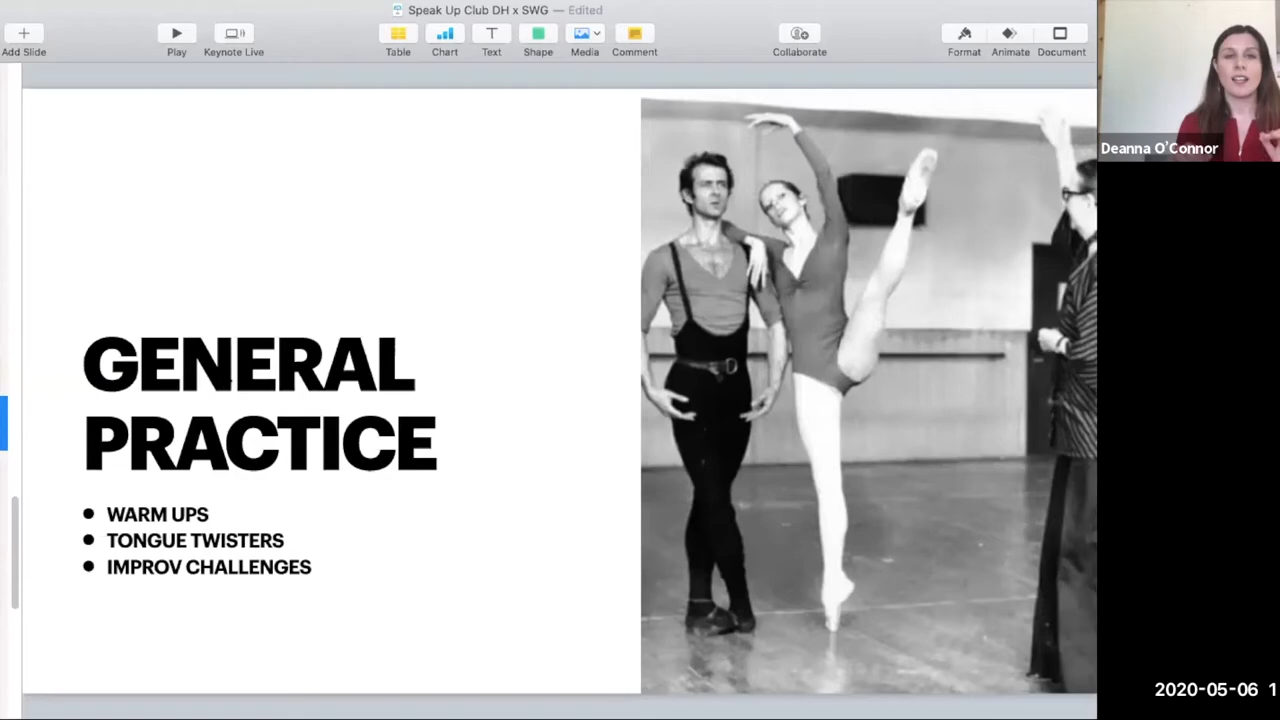 Speak Up Club DH x SWG — Edited
Add Slide
Play
Keynote Live
Table
Chart
Text
Shape
Media
Comment
Collaborate
Format
Animate
Document
Deanna O'Connor
GENERAL
PRACTICE
● WARM UPS
● TONGUE TWISTERS
● IMPROV CHALLENGES
2020-05-06 1